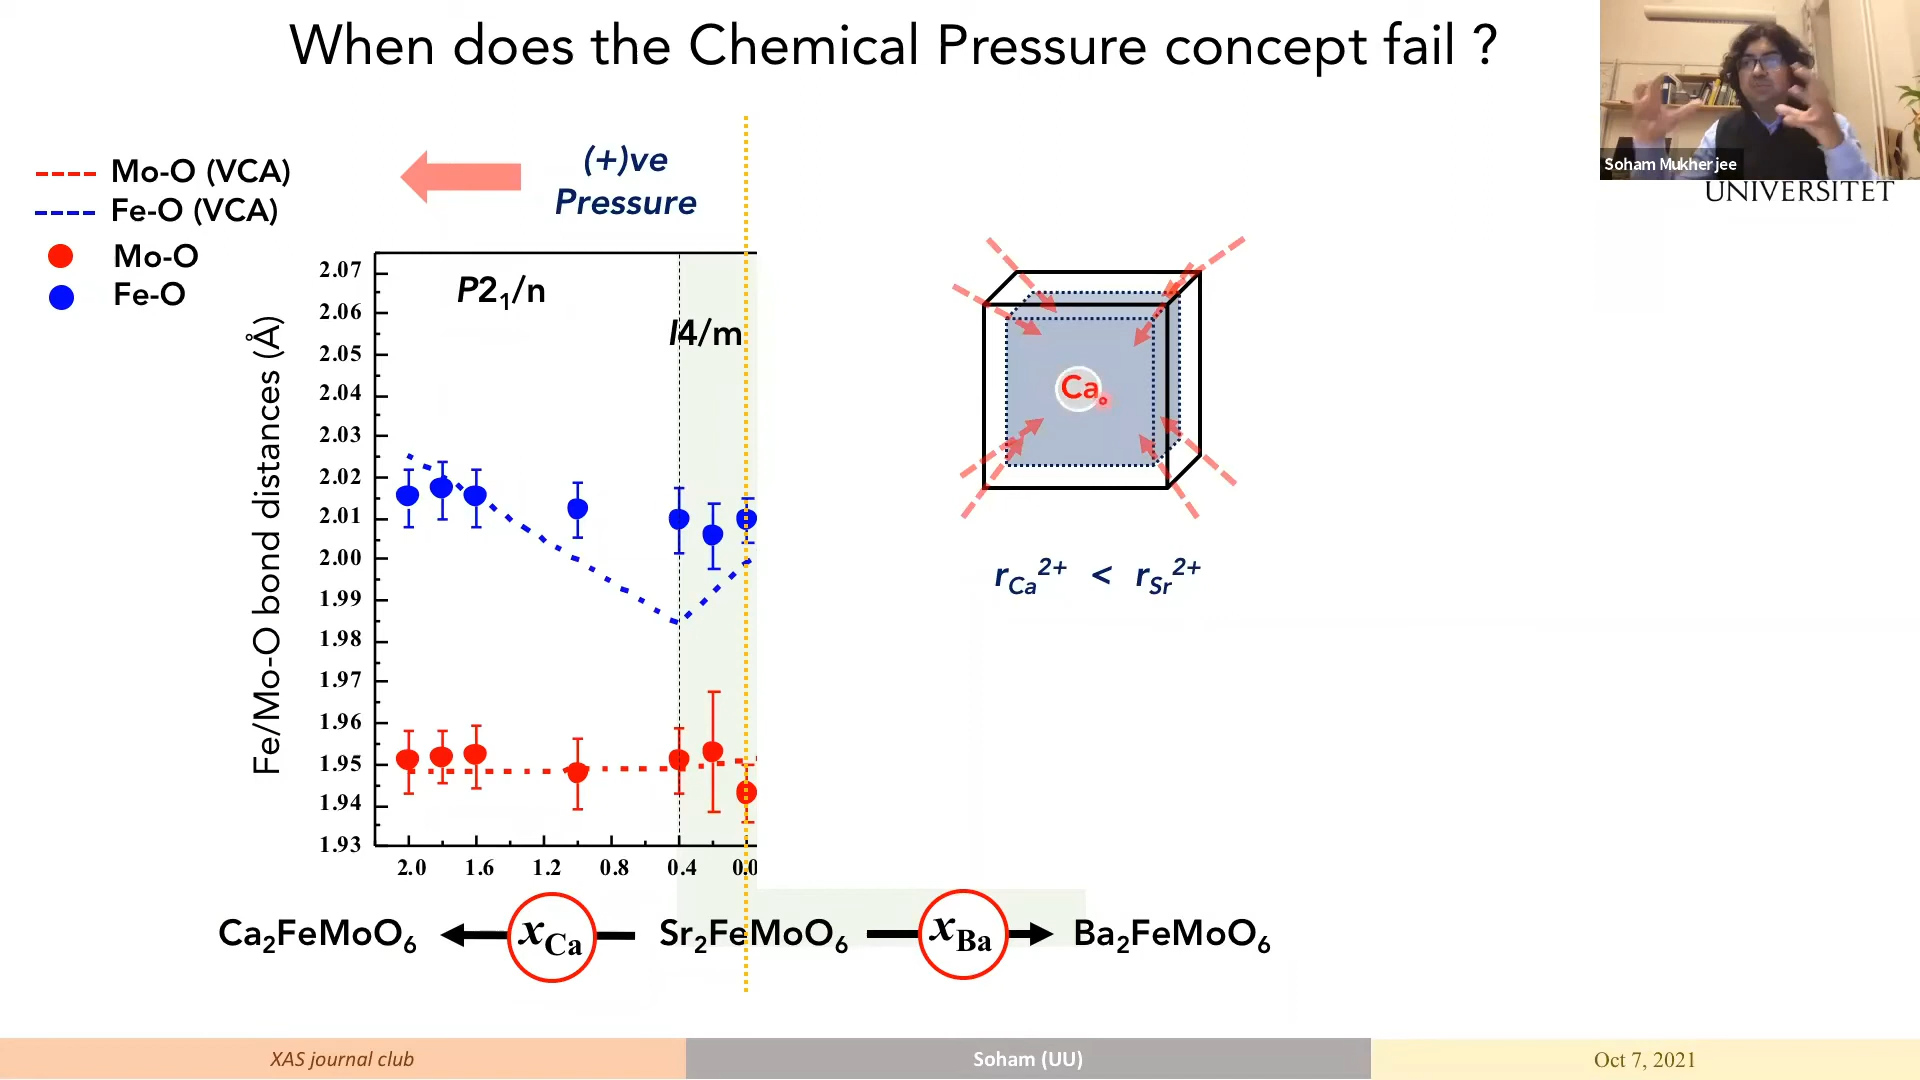 When does the Chemical Pressure concept fail ?
Soham Mukherjee
UNIVERSITET
Mo-O (VCA)
Fe-O (VCA)
Mo-O
Fe-O
(+)ve
Pressure
P2₁/n
I4/m
Fe/Mo-O bond distances (Å)
2.07
2.06
2.05
2.04
2.03
2.02
2.01
2.00
1.99
1.98
1.97
1.96
1.95
1.94
1.93
2.0 1.6 1.2 0.8 0.4 0.0
Ca
r_Ca²⁺ < r_Sr²⁺
Ca₂FeMoO₆ x_Ca Sr₂FeMoO₆ x_Ba Ba₂FeMoO₆
XAS journal club
Soham (UU)
Oct 7, 2021